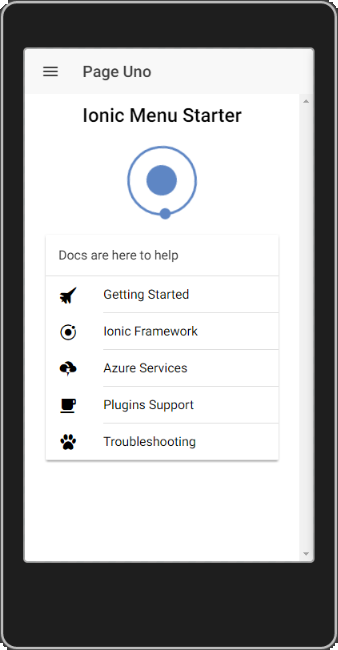 Page Uno
Ionic Menu Starter
Docs are here to help
Getting Started
Ionic Framework
Azure Services
Plugins Support
Troubleshooting